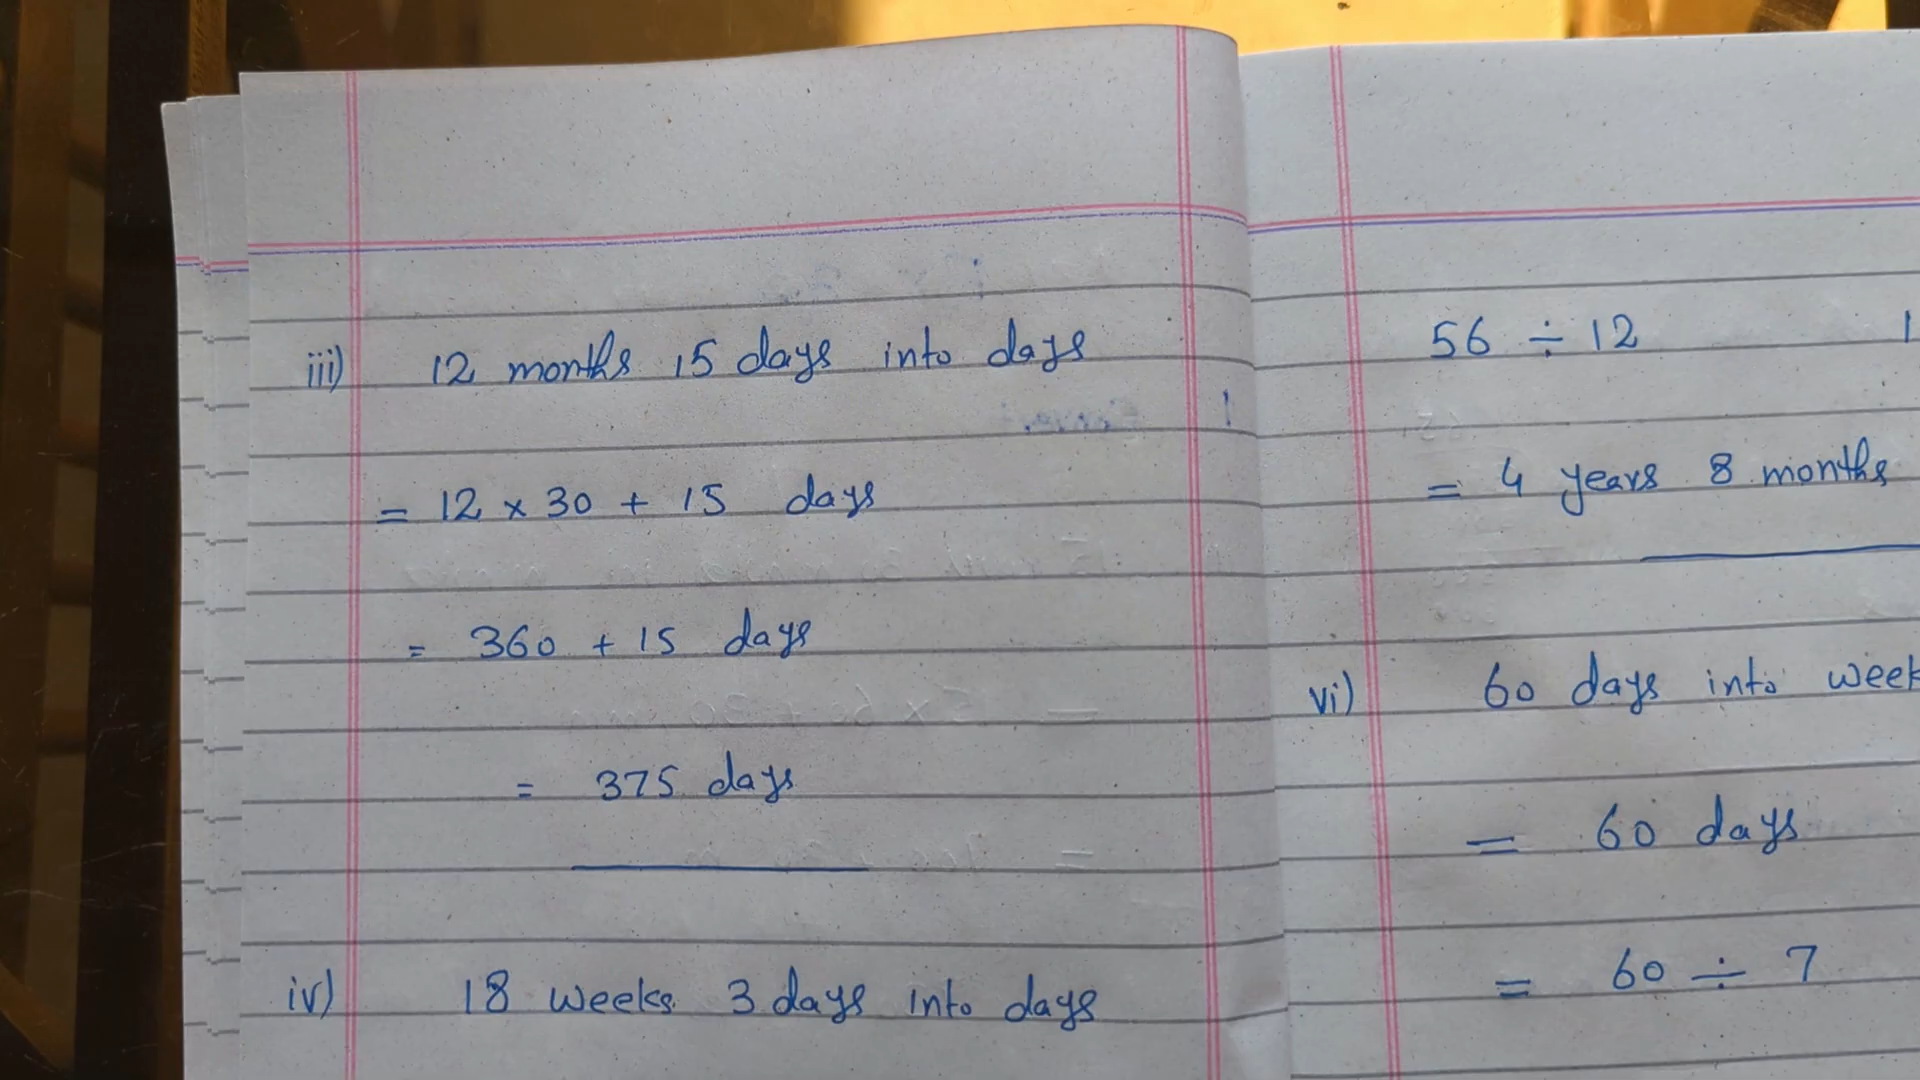 iii) 12 months 15 days into days
= 12 x 30 + 15 days
= 360 + 15 days
= 375 days
iv) 18 weeks 3 days into days
56 ÷ 12
= 4 years 8 months
vi) 60 days into week
= 60 days
= 60 ÷ 7